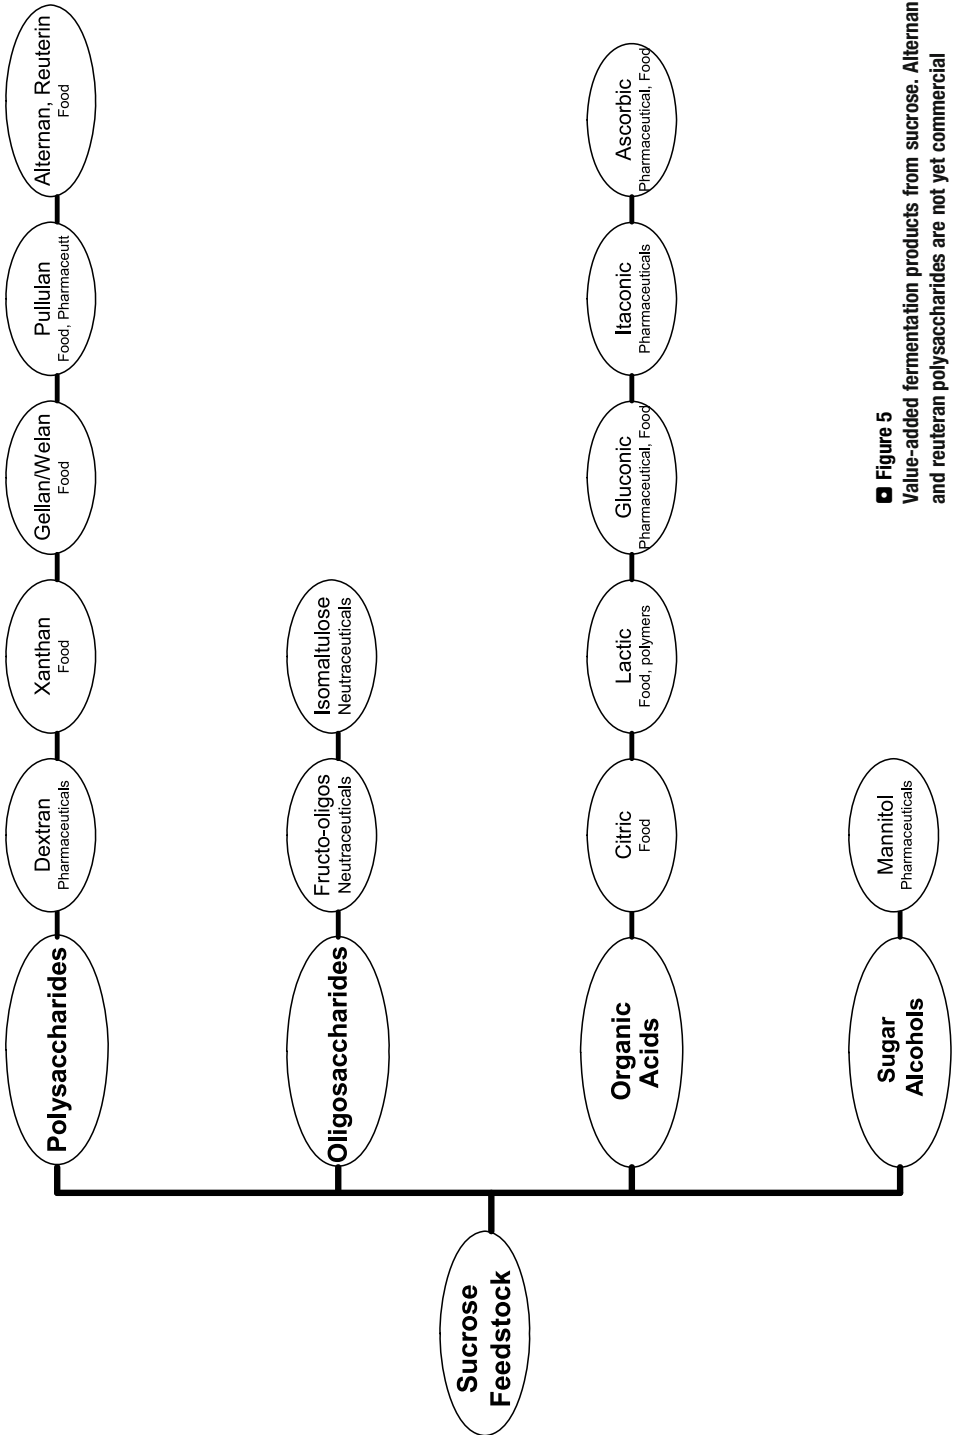 Sucrose
Feedstock
Polysaccharides
Dextran
Pharmaceuticals
Xanthan
Food
Gellan/Welan
Food
Pullulan
Food, Pharmaceutt
Alternan, Reuterin
Food
Oligosaccharides
Fructo-oligos
Neutraceuticals
Isomaltulose
Neutraceuticals
Organic
Acids
Citric
Food
Lactic
Food, polymers
Gluconic
Pharmaceutical, Food
Itaconic
Pharmaceuticals
Ascorbic
Pharmaceutical, Food
Sugar
Alcohols
Mannitol
Pharmaceuticals
Figure 5
Value-added fermentation products from sucrose. Alternan
and reuteran polysaccharides are not yet commercial